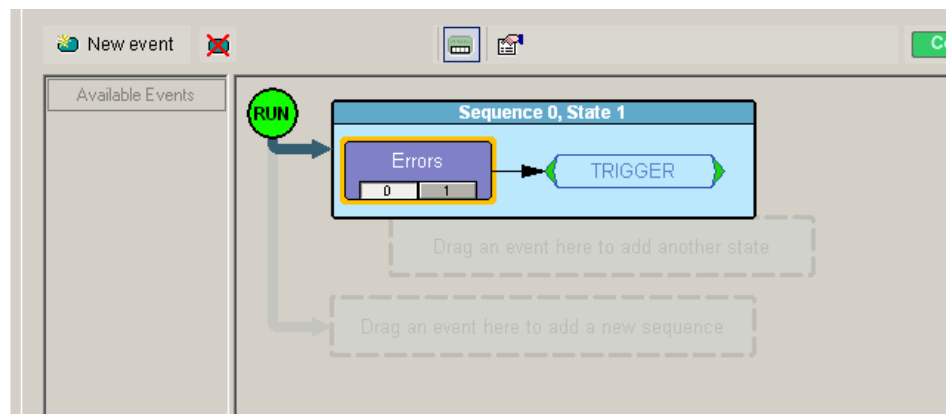 New event
Co
Available Events
RUN
Sequence 0, State 1
Errors
0 1
TRIGGER
Drag an event here to add another state
Drag an event here to add a new sequence